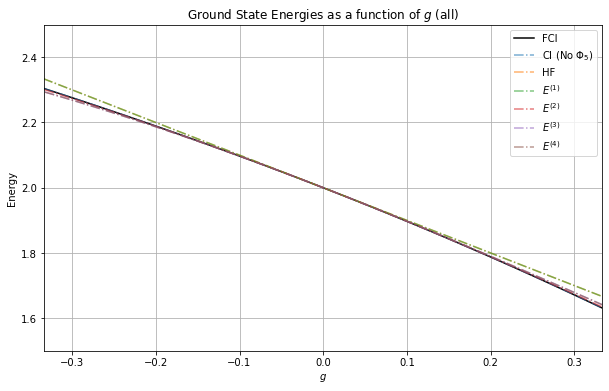 Ground State Energies as a function of g (all)
FCI
CI (No Φ₅)
HF
E⁽¹⁾
E⁽²⁾
E⁽³⁾
E⁽⁴⁾
Energy
2.4
2.2
2.0
1.8
1.6
−0.3 −0.2 −0.1 0.0 0.1 0.2 0.3
g